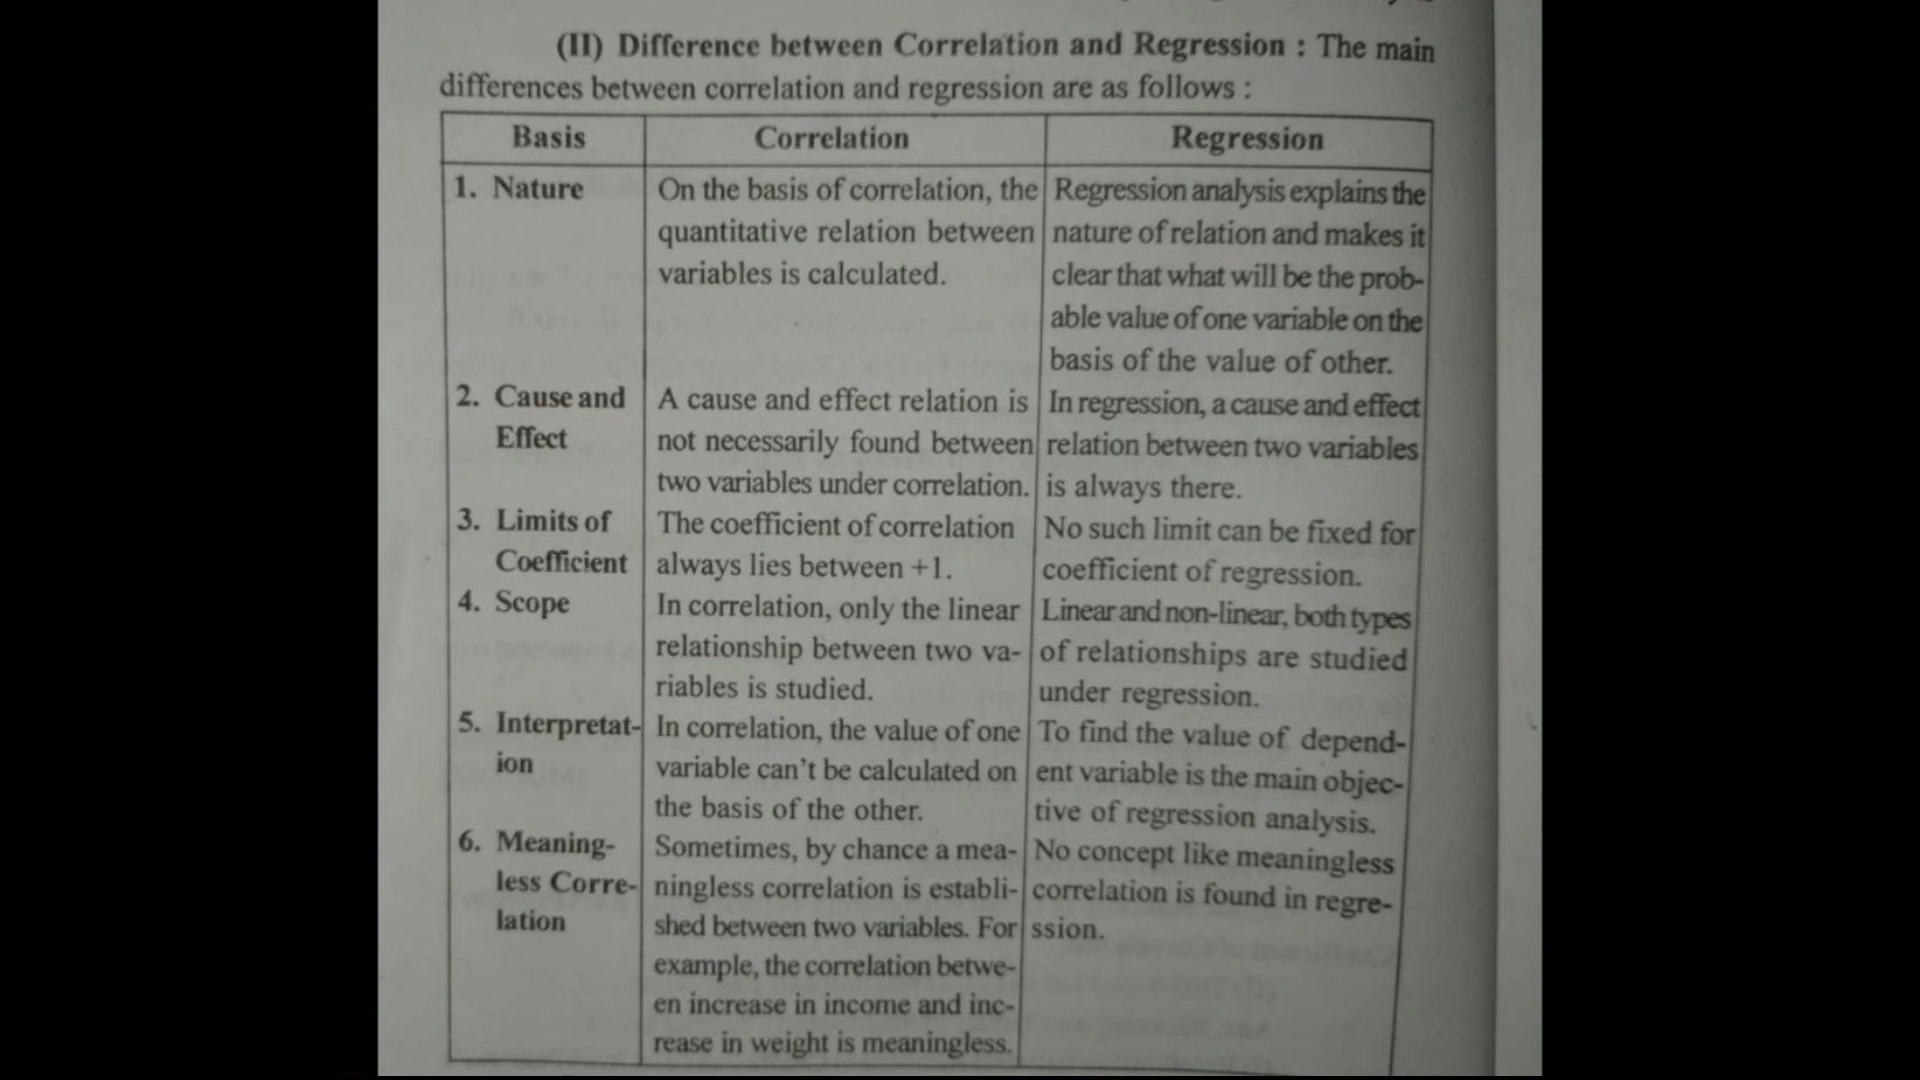 (II) Difference between Correlation and Regression : The main
differences between correlation and regression are as follows :
Basis
Correlation
Regression
1. Nature
On the basis of correlation, the
quantitative relation between
variables is calculated.
Regression analysis explains the
nature of relation and makes it
clear that what will be the prob-
able value of one variable on the
basis of the value of other.
2. Cause and
Effect
A cause and effect relation is
not necessarily found between
two variables under correlation.
In regression, a cause and effect
relation between two variables
is always there.
3. Limits of
Coefficient
The coefficient of correlation
always lies between +1.
No such limit can be fixed for
coefficient of regression.
4. Scope
In correlation, only the linear
relationship between two va-
riables is studied.
Linear and non-linear, both types
of relationships are studied
under regression.
5. Interpretat-
ion
In correlation, the value of one
variable can't be calculated on
the basis of the other.
To find the value of depend-
ent variable is the main objec-
tive of regression analysis.
6. Meaning-
less Corre-
lation
Sometimes, by chance a mea-
ningless correlation is establi-
shed between two variables. For
example, the correlation betwe-
en increase in income and inc-
rease in weight is meaningless.
No concept like meaningless
correlation is found in regre-
ssion.